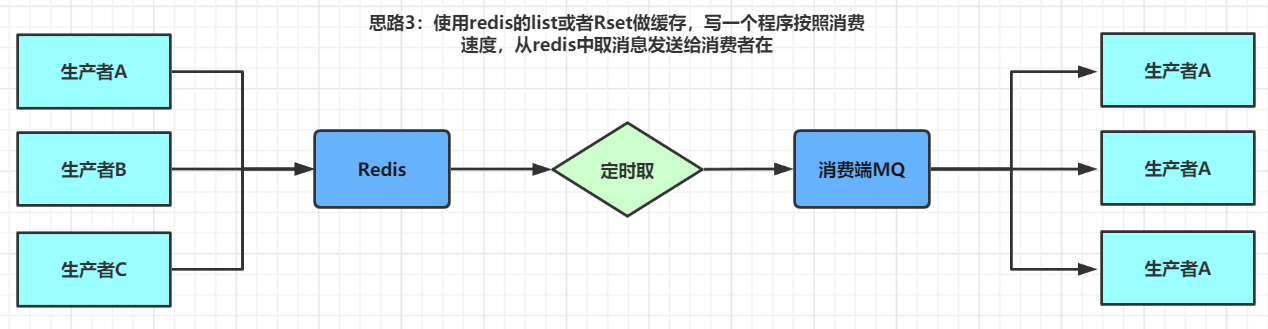 思路3：使用redis的list或者Rset做缓存，写一个程序按照消费
速度，从redis中取消息发送给消费者在
生产者A
生产者B
生产者C
Redis
定时取
消费端MQ
生产者A
生产者A
生产者A